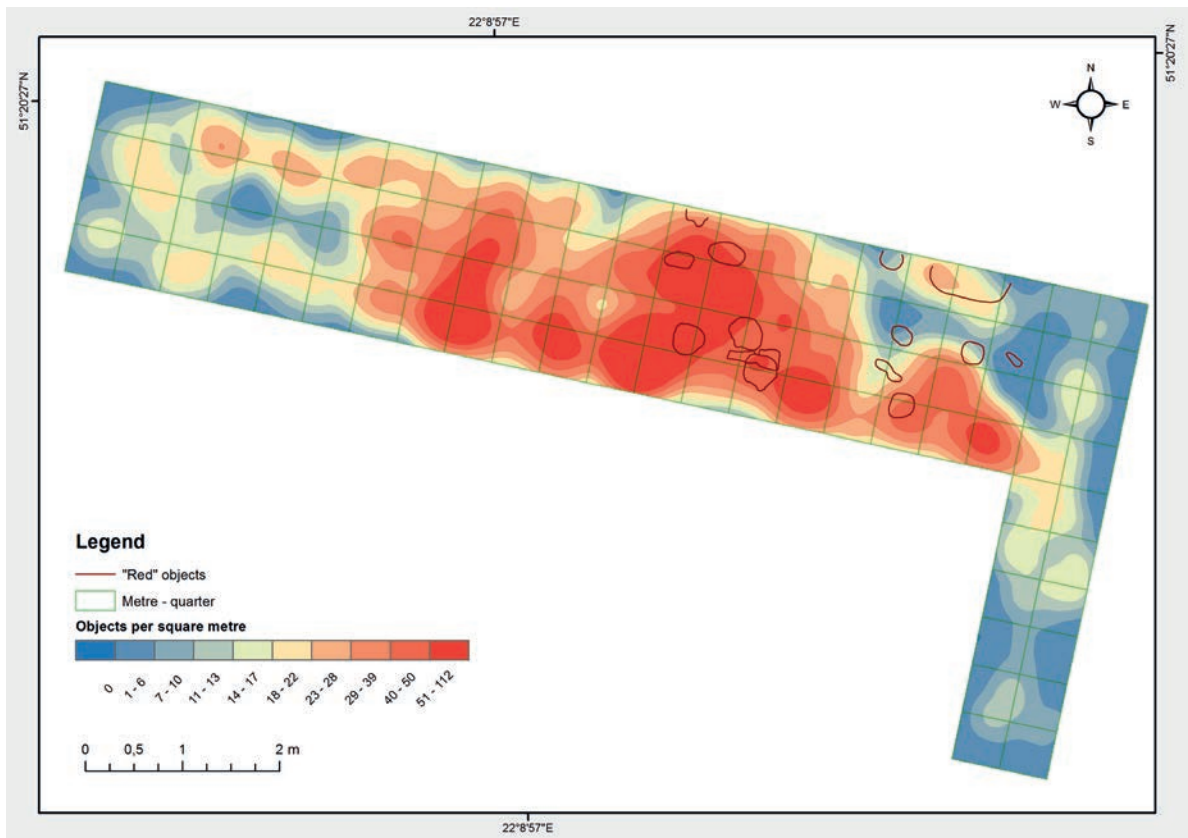 22°8'57"E
51°20'27"N
51°20'27"N
N
W
E
S
Legend
"Red" objects
Metre - quarter
Objects per square metre
0
1 - 6
7 - 10
11 - 13
14 - 17
18 - 22
23 - 28
29 - 39
40 - 50
51 - 112
0 0,5 1 2 m
22°8'57"E